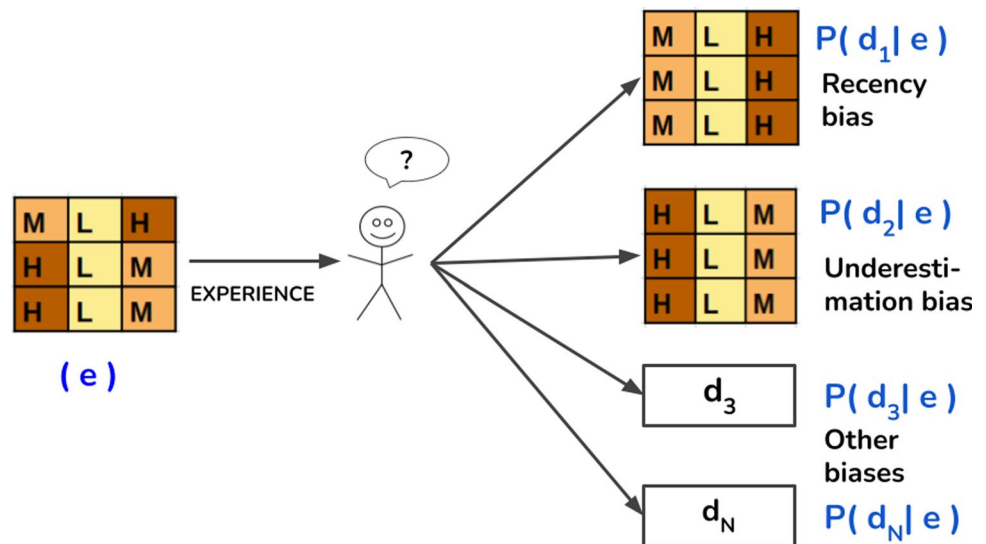 M L H
H L M
H L M
( e )
EXPERIENCE
?
M L H
M L H
M L H
P( d1| e )
Recency
bias
H L M
H L M
H L M
P( d2| e )
Underesti-
mation bias
d3
P( d3| e )
Other
biases
dN
P( dN| e )